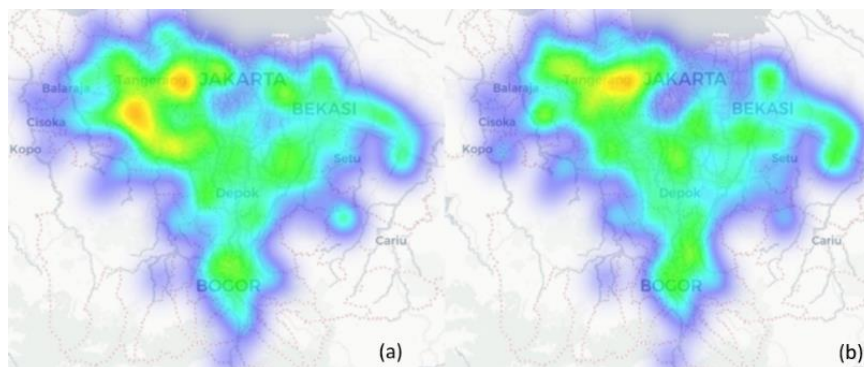 Tangerang JAKARTA
Balaraja
BEKASI
Cisoka
Kopo
Setu
Depok
Cariu
BOGOR
(a)
Tangerang JAKARTA
Balaraja
BEKASI
Cisoka
Kopo
Setu
Depok
Cariu
BOGOR
(b)